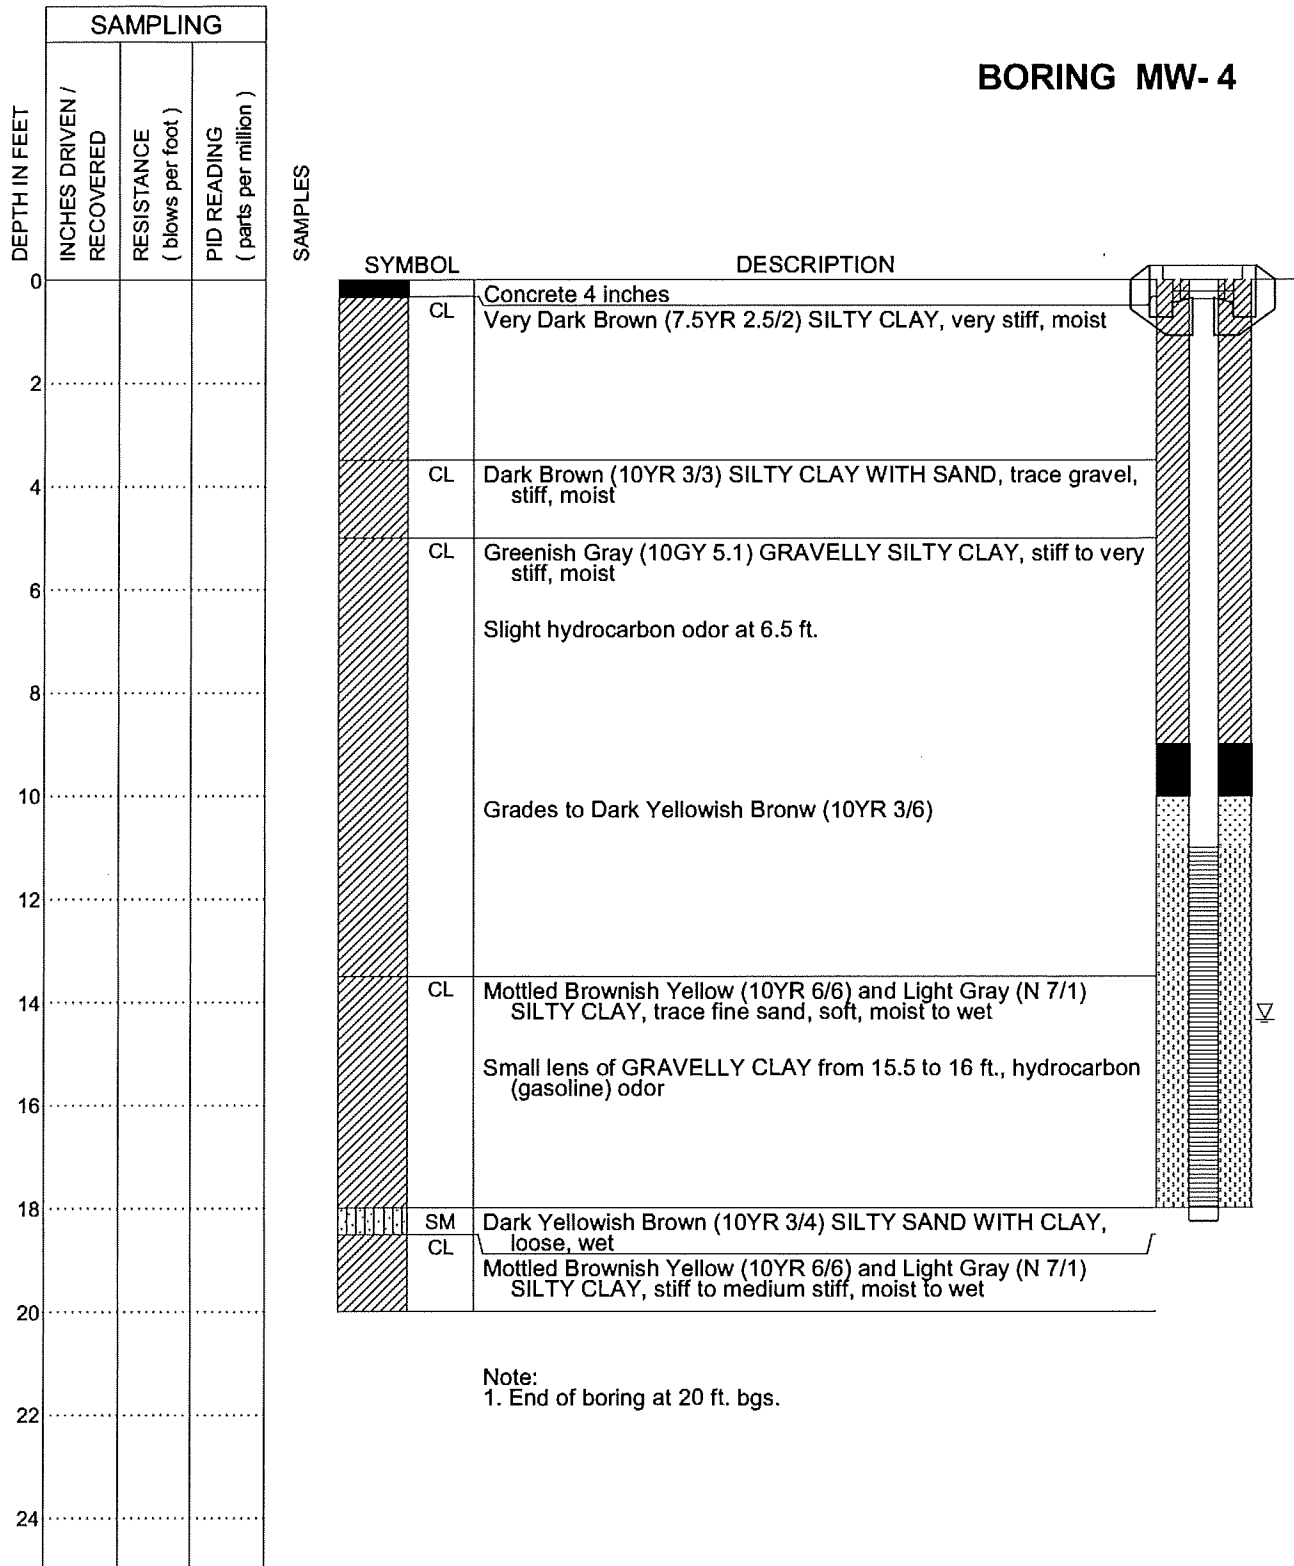 SAMPLING
BORING MW- 4
DEPTH IN FEET
INCHES DRIVEN /
RECOVERED
RESISTANCE
( blows per foot )
PID READING
( parts per million )
SAMPLES
SYMBOL
DESCRIPTION
0
Concrete 4 inches
CL
Very Dark Brown (7.5YR 2.5/2) SILTY CLAY, very stiff, moist
2
CL
Dark Brown (10YR 3/3) SILTY CLAY WITH SAND, trace gravel,
stiff, moist
4
CL
Greenish Gray (10GY 5.1) GRAVELLY SILTY CLAY, stiff to very
stiff, moist
6
Slight hydrocarbon odor at 6.5 ft.
8
10
Grades to Dark Yellowish Bronw (10YR 3/6)
12
CL
Mottled Brownish Yellow (10YR 6/6) and Light Gray (N 7/1)
SILTY CLAY, trace fine sand, soft, moist to wet
14
Small lens of GRAVELLY CLAY from 15.5 to 16 ft., hydrocarbon
(gasoline) odor
16
18
SM
Dark Yellowish Brown (10YR 3/4) SILTY SAND WITH CLAY,
loose, wet
CL
Mottled Brownish Yellow (10YR 6/6) and Light Gray (N 7/1)
SILTY CLAY, stiff to medium stiff, moist to wet
20
Note:
1. End of boring at 20 ft. bgs.
22
24